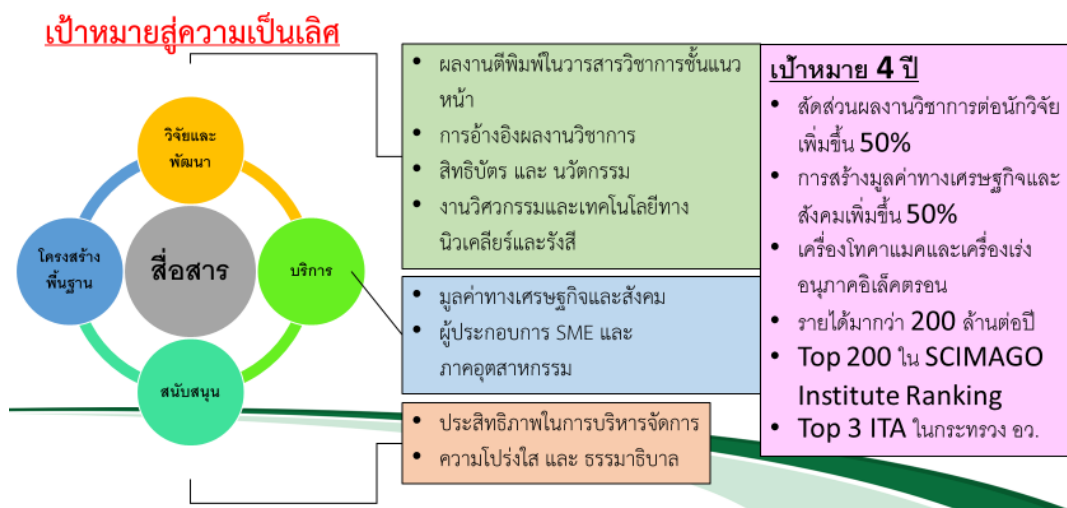 เป้าหมายสู่ความเป็นเลิศ
วิจัยและ
พัฒนา
โครงสร้าง
พื้นฐาน
สื่อสาร
บริการ
สนับสนุน
• ผลงานตีพิมพ์ในวารสารวิชาการชั้นแนว
หน้า
• การอ้างอิงผลงานวิชาการ
• สิทธิบัตร และ นวัตกรรม
• งานวิศวกรรมและเทคโนโลยีทาง
นิวเคลียร์และรังสี
• มูลค่าทางเศรษฐกิจและสังคม
• ผู้ประกอบการ SME และ
ภาคอุตสาหกรรม
• ประสิทธิภาพในการบริหารจัดการ
• ความโปร่งใส และ ธรรมาธิบาล
เป้าหมาย 4 ปี
• สัดส่วนผลงานวิชาการต่อนักวิจัย
เพิ่มขึ้น 50%
• การสร้างมูลค่าทางเศรษฐกิจและ
สังคมเพิ่มขึ้น 50%
• เครื่องโทคาแมคและเครื่องเร่ง
อนุภาคอิเล็คตรอน
• รายได้มากว่า 200 ล้านต่อปี
• Top 200 ใน SCIMAGO
Institute Ranking
• Top 3 ITA ในกระทรวง อว.